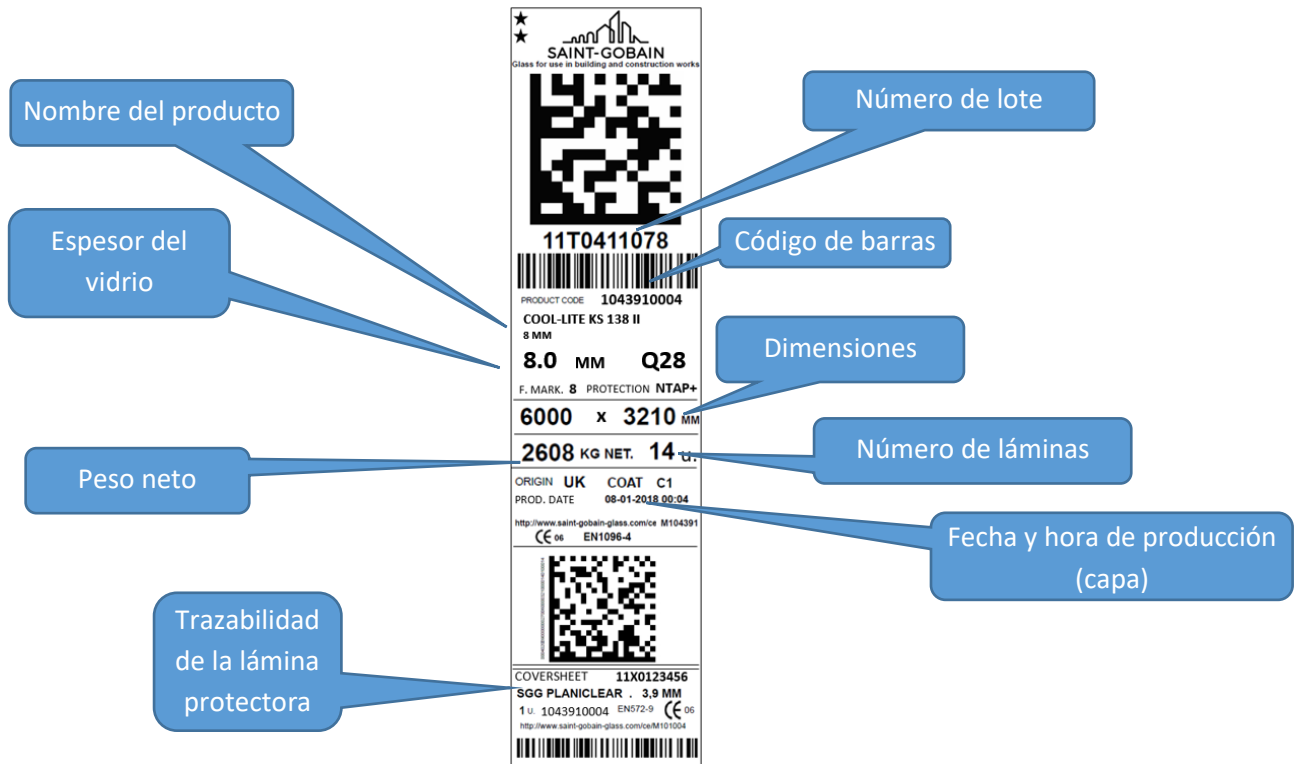 SAINT-GOBAIN
Glass for use in building and construction works
Nombre del producto
Número de lote
11T0411078
Espesor del
vidrio
Código de barras
PRODUCT CODE 1043910004
COOL-LITE KS 138 II
8 MM
8.0 MM Q28
Dimensiones
F. MARK. 8 PROTECTION NTAP+
6000 x 3210 MM
2608 KG NET. 14 u.
Número de láminas
Peso neto
ORIGIN UK COAT C1
PROD. DATE 08-01-2018 00:04
http://www.saint-gobain-glass.com/ce M104391
CE 06 EN1096-4
Fecha y hora de producción
(capa)
Trazabilidad
de la lámina
protectora
COVERSHEET 11X0123456
SGG PLANICLEAR . 3,9 MM
1 U. 1043910004 EN572-9 CE 06
http://www.saint-gobain-glass.com/ce/M101004